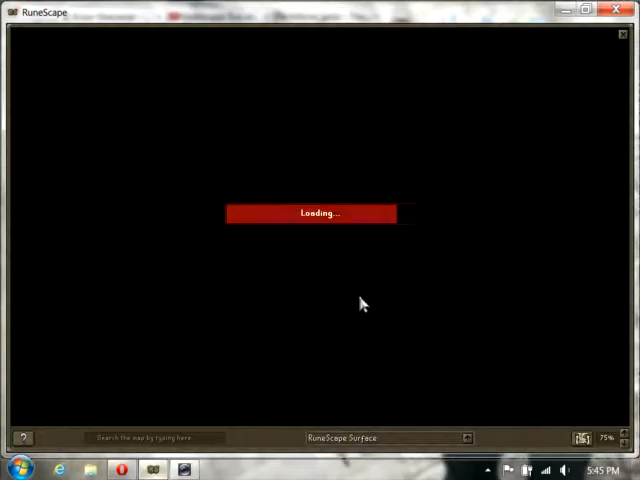 RuneScape
Loading...
?
Search the map by typing here
RuneScape Surface
75%
5:45 PM